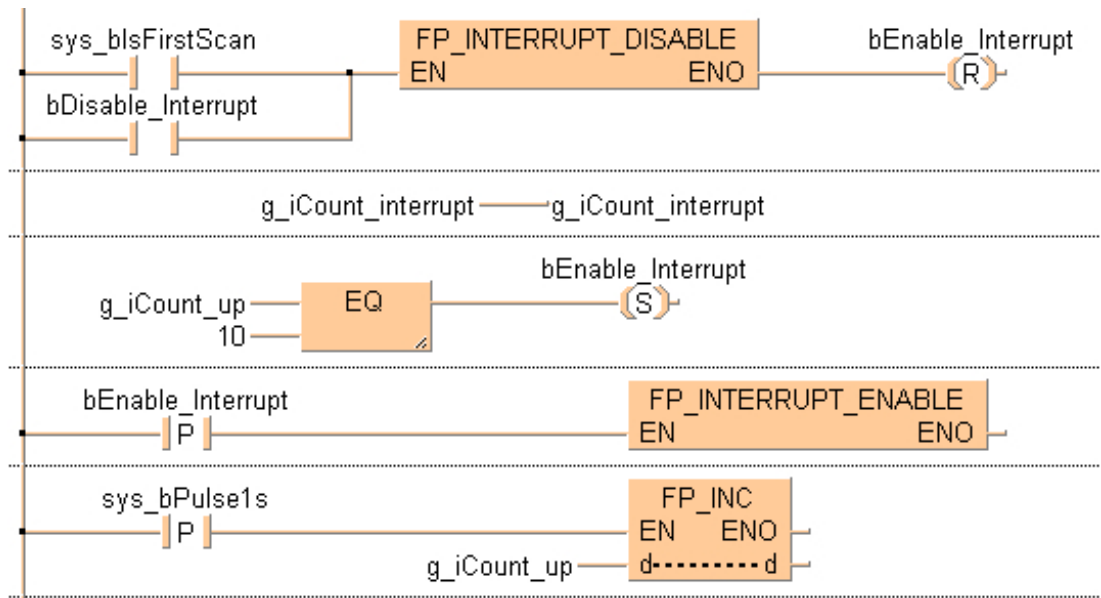 sys_bIsFirstScan
FP_INTERRUPT_DISABLE
bEnable_Interrupt
EN ENO
R
bDisable_Interrupt
g_iCount_interrupt g_iCount_interrupt
bEnable_Interrupt
g_iCount_up EQ S
10
bEnable_Interrupt
FP_INTERRUPT_ENABLE
P EN ENO
sys_bPulse1s
FP_INC
P EN ENO
g_iCount_up d---------d